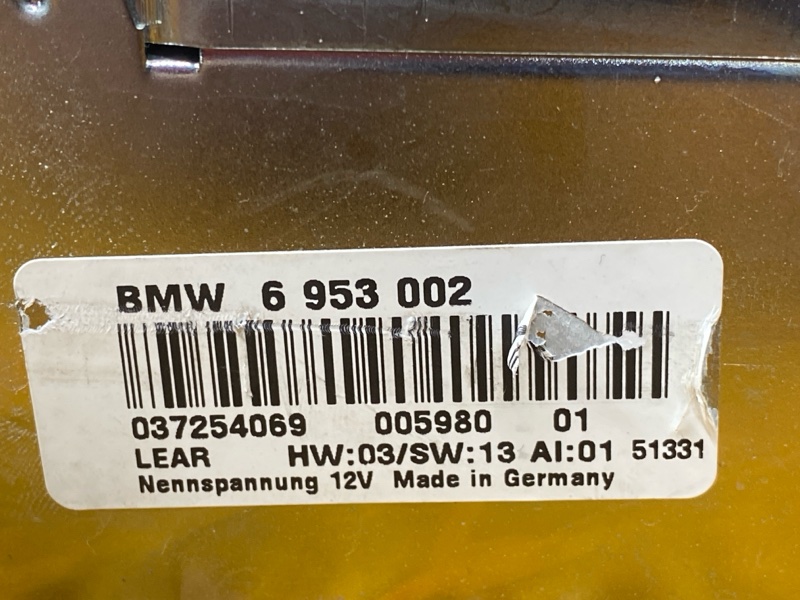 BMW 6 953 002
037254069 005980 01
LEAR HW:03/SW:13 AI:01 51331
Nennspannung 12V Made in Germany